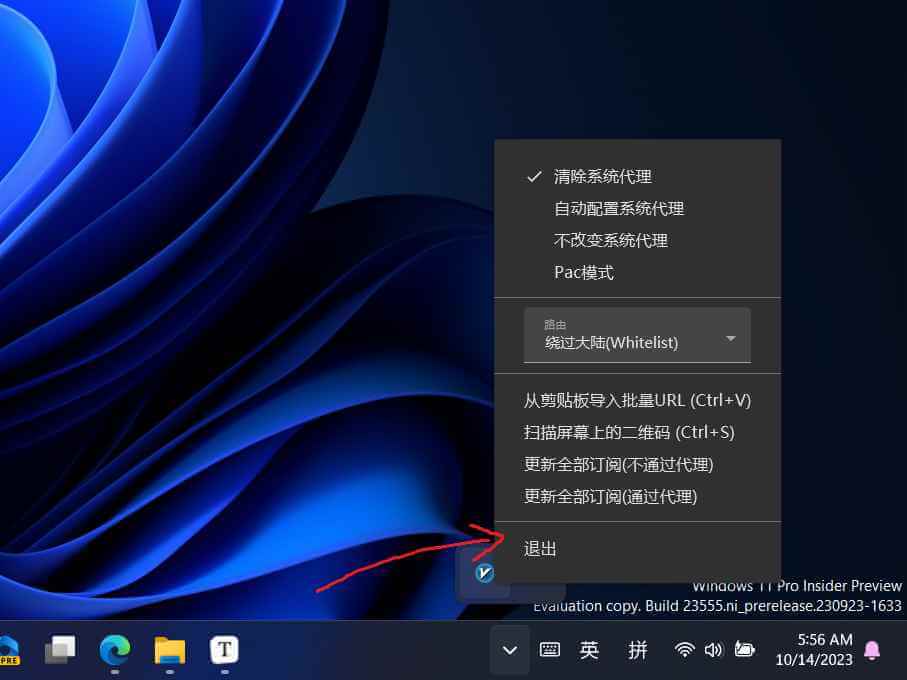 清除系统代理
自动配置系统代理
不改变系统代理
Pac模式
路由
绕过大陆(Whitelist)
从剪贴板导入批量URL (Ctrl+V)
扫描屏幕上的二维码 (Ctrl+S)
更新全部订阅(不通过代理)
更新全部订阅(通过代理)
退出
Windows 11 Pro Insider Preview
Evaluation copy. Build 23555.ni_prerelease.230923-1633
PRE
T
英
拼
5:56 AM
10/14/2023